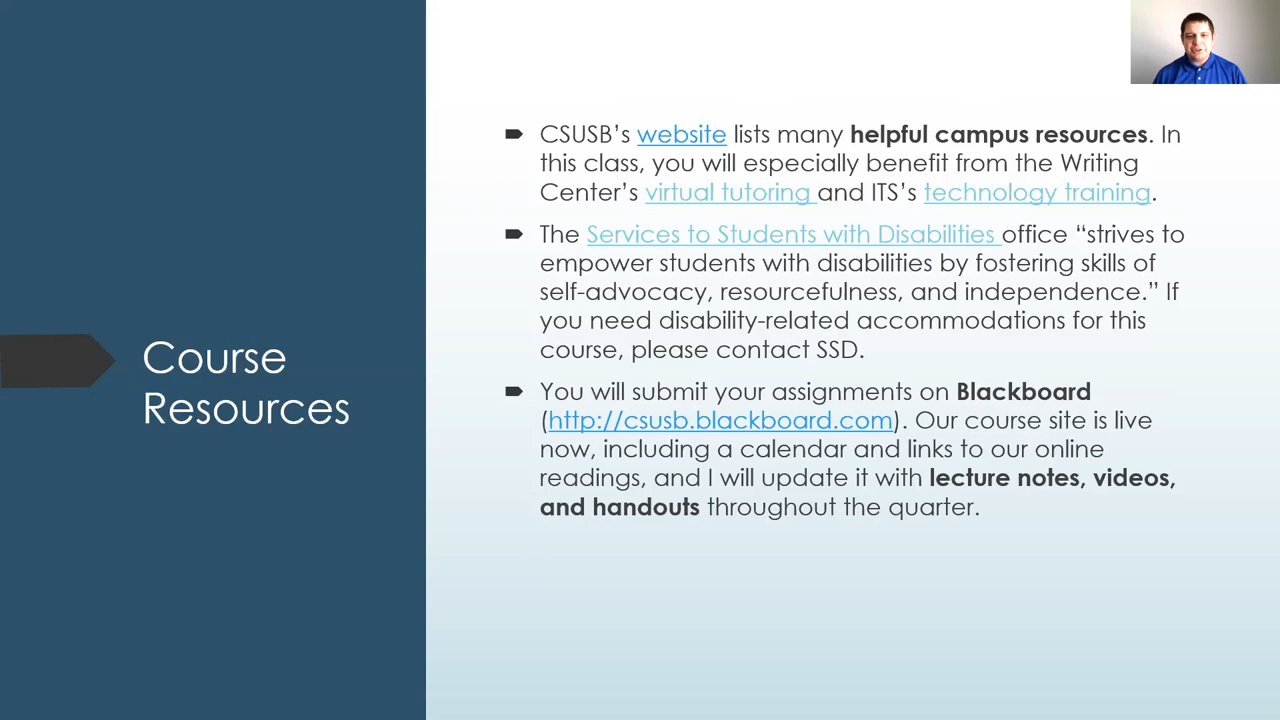 Course
Resources
CSUSB’s website lists many helpful campus resources. In
this class, you will especially benefit from the Writing
Center’s virtual tutoring and ITS’s technology training.
The Services to Students with Disabilities office “strives to
empower students with disabilities by fostering skills of
self-advocacy, resourcefulness, and independence.” If
you need disability-related accommodations for this
course, please contact SSD.
You will submit your assignments on Blackboard
(http://csusb.blackboard.com). Our course site is live
now, including a calendar and links to our online
readings, and I will update it with lecture notes, videos,
and handouts throughout the quarter.